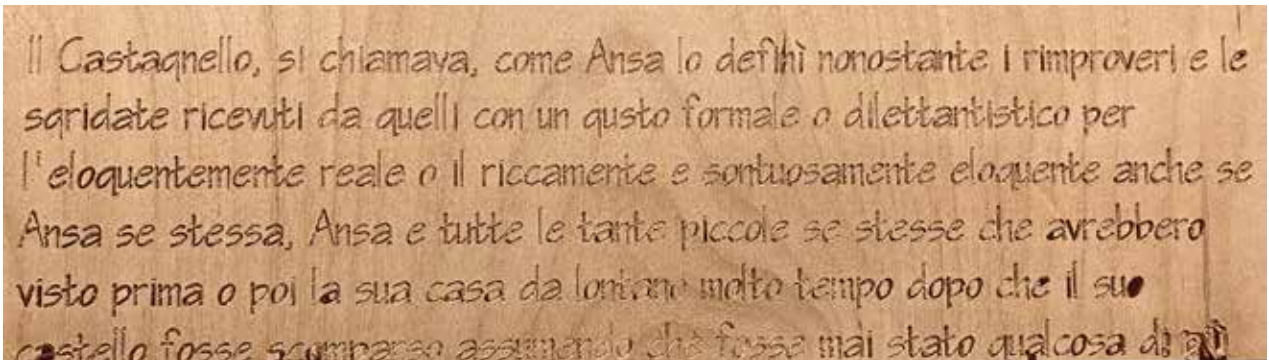 Il Castagnello, si chiamava, come Ansa lo definì nonostante i rimproveri e le
sgridate ricevuti da quelli con un gusto formale o dilettantistico per
l'eloquentemente reale o il riccamente e sontuosamente eloquente anche se
Ansa se stessa, Ansa e tutte le tante piccole se stesse che avrebbero
visto prima o poi la sua casa da lontano molto tempo dopo che il suo
castello fosse scomparso assumendo che fosse mai stato qualcosa di più